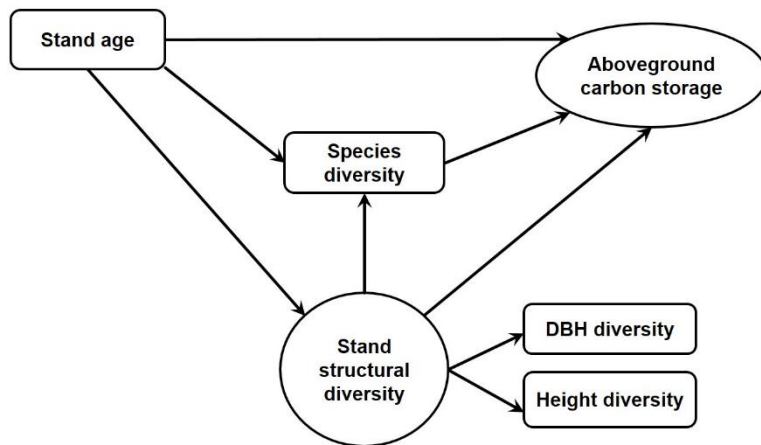 Stand age
Aboveground
carbon storage
Species
diversity
Stand
structural
diversity
DBH diversity
Height diversity